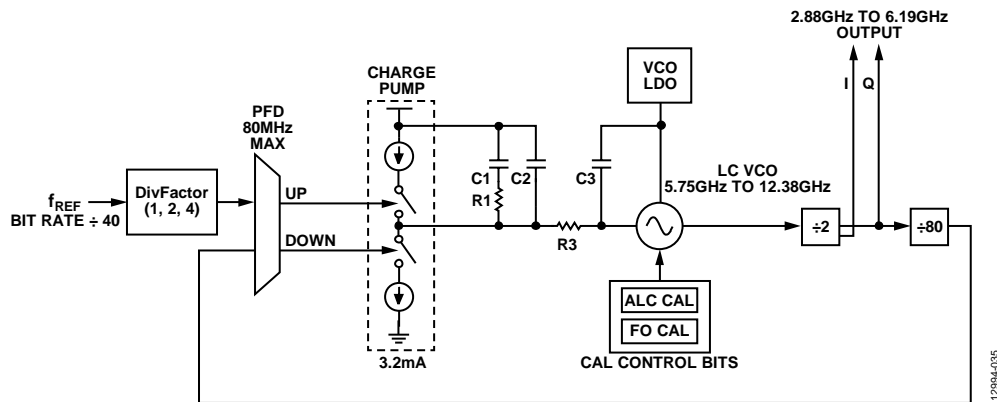 2.88GHz TO 6.19GHz
OUTPUT
I
Q
CHARGE
PUMP
VCO
LDO
PFD
80MHz
MAX
C1
C2
C3
R1
LC VCO
5.75GHz TO 12.38GHz
fREF
BIT RATE ÷ 40
DivFactor
(1, 2, 4)
UP
DOWN
R3
÷2
÷80
ALC CAL
FO CAL
3.2mA
CAL CONTROL BITS
12994-035